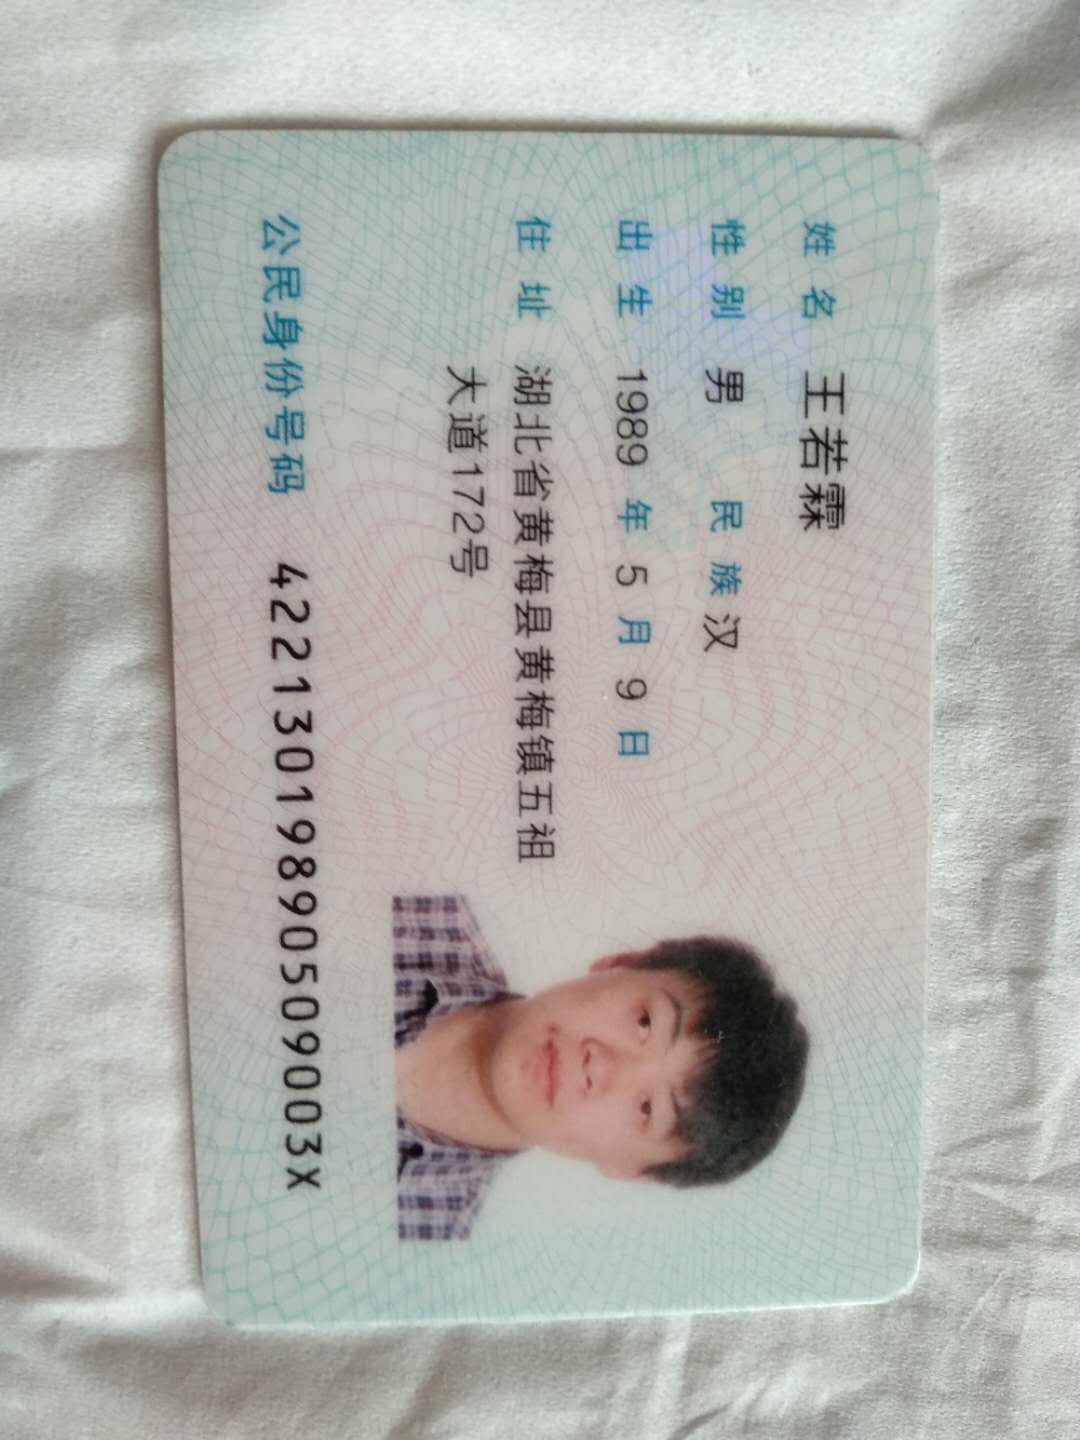 姓名 王若霖
性别 男 民族 汉
出生 1989 年 5 月 9 日
住址 湖北省黄梅县黄梅镇五祖
大道172号
公民身份号码 42213019890509003X